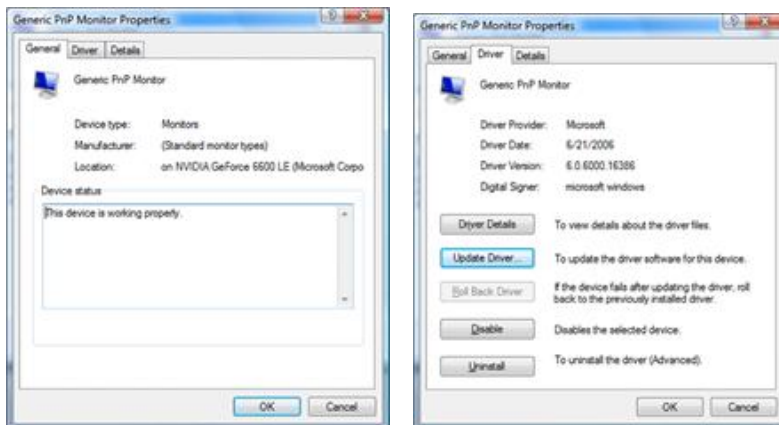 Generic PnP Monitor Properties
General Driver Details
Generic PnP Monitor
Device type: Monitors
Manufacturer: (Standard monitor types)
Location: on NVIDIA GeForce 6600 LE (Microsoft Corpo
Device status
This device is working properly.
OK Cancel
Generic PnP Monitor Properties
General Driver Details
Generic PnP Monitor
Driver Provider: Microsoft
Driver Date: 6/21/2006
Driver Version: 6.0.6000.16386
Digital Signer: microsoft windows
Driver Details To view details about the driver files.
Update Driver... To update the driver software for this device.
Roll Back Driver If the device fails after updating the driver, roll
back to the previously installed driver.
Disable Disables the selected device.
Uninstall To uninstall the driver (Advanced).
OK Cancel